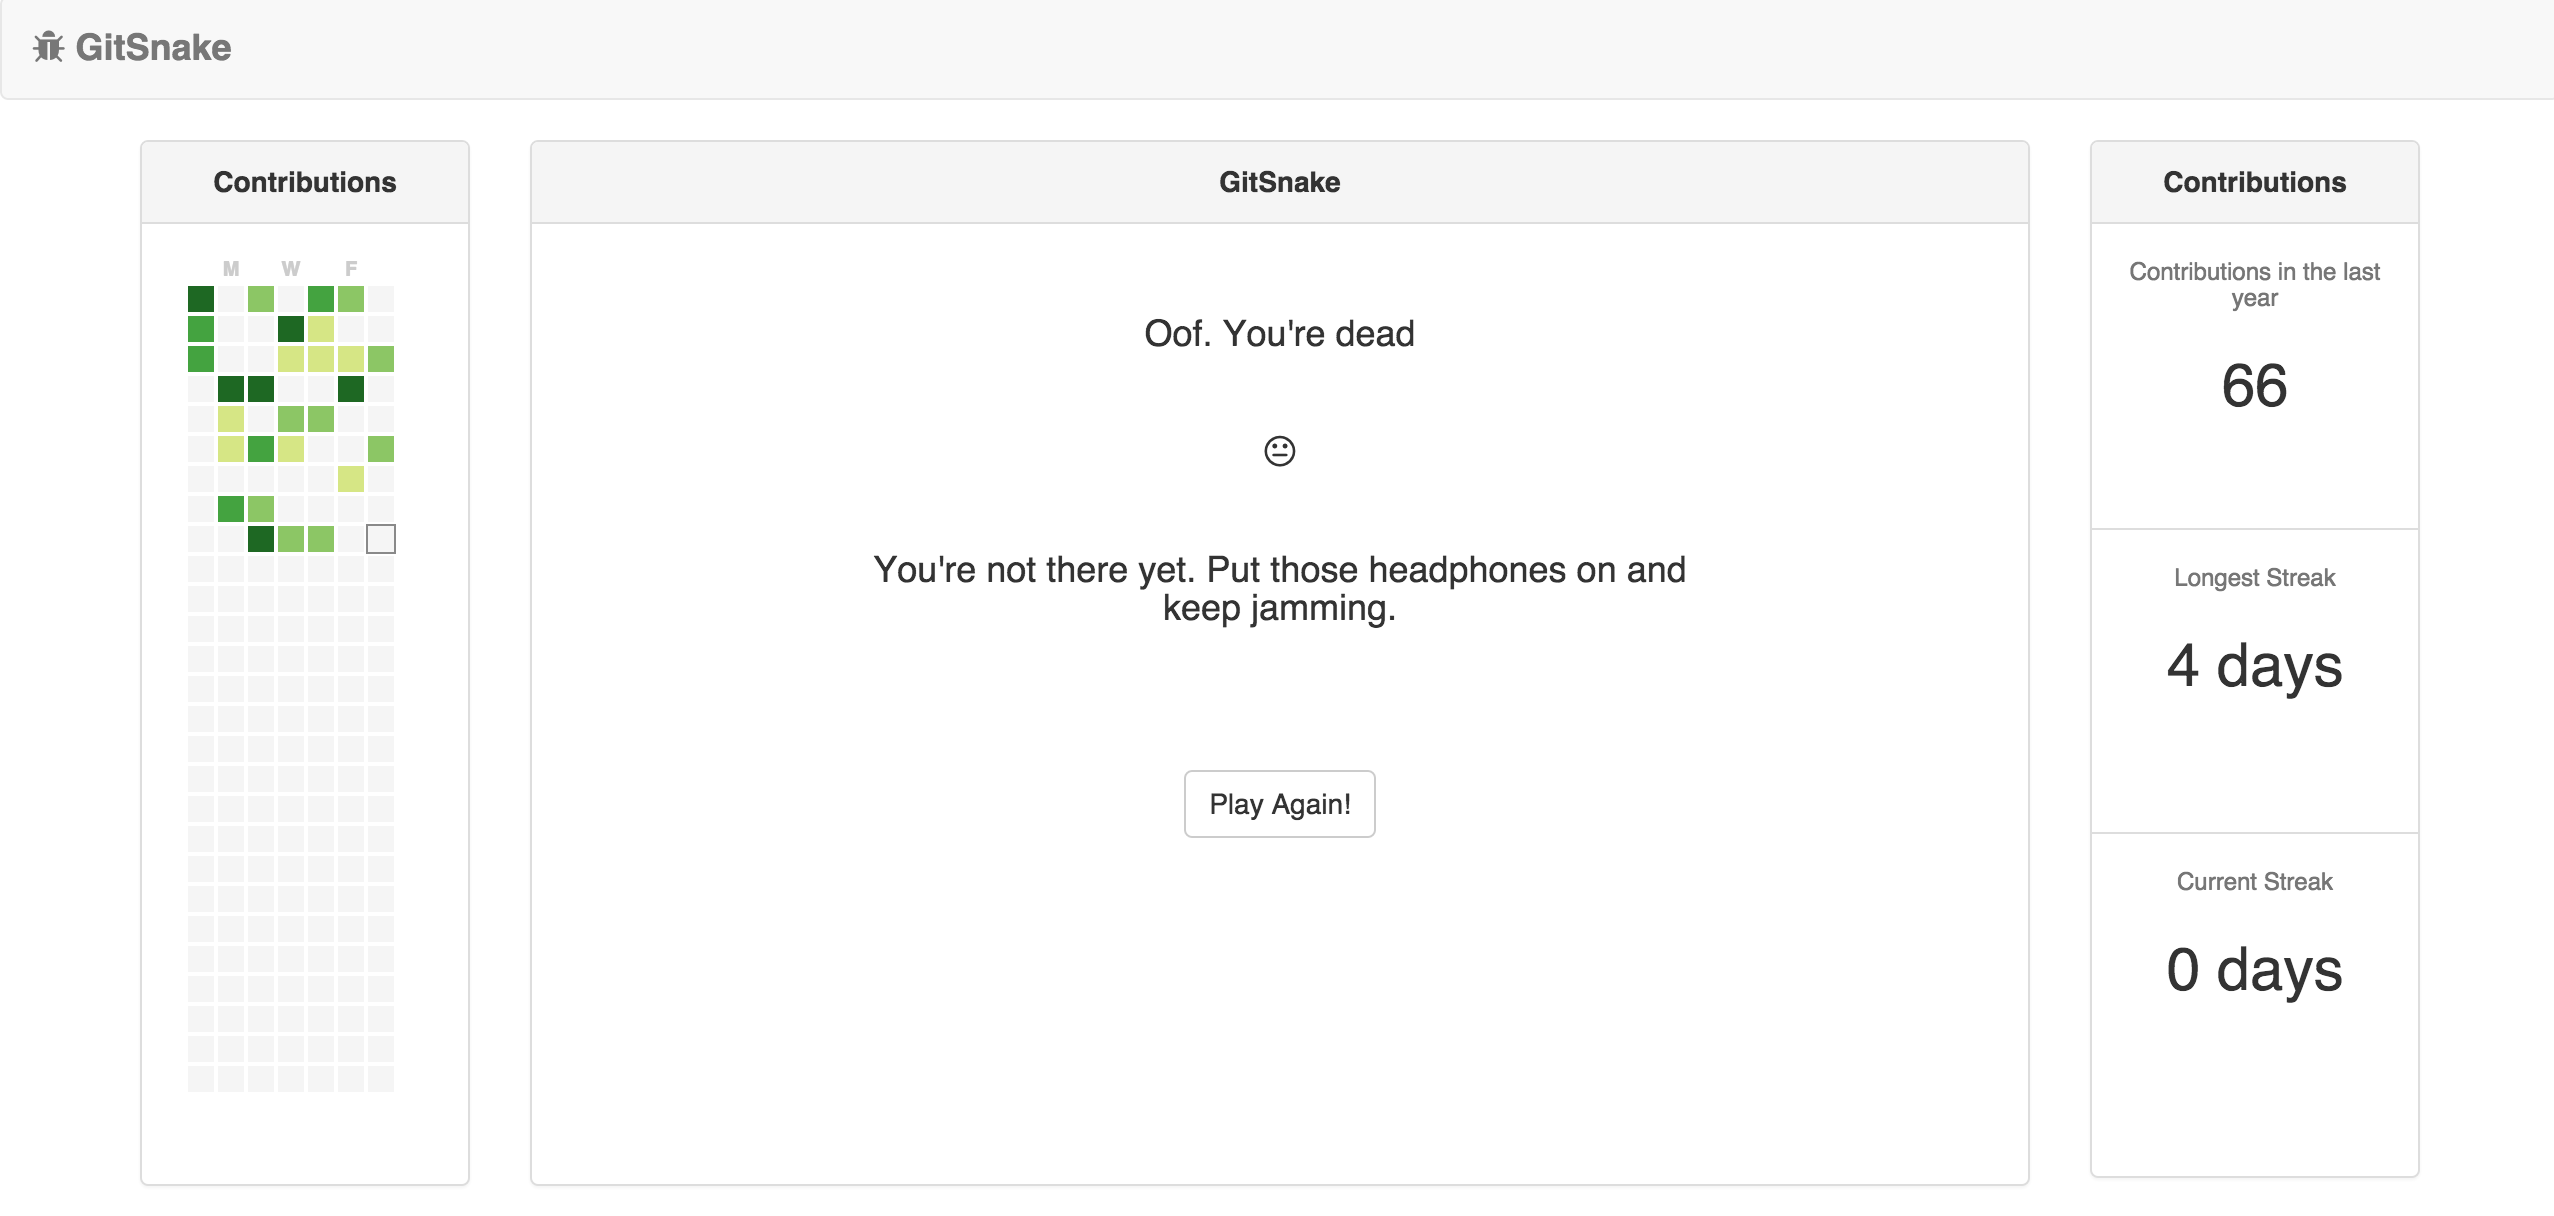 GitSnake
Contributions
M W F
GitSnake
Oof. You're dead
You're not there yet. Put those headphones on and
keep jamming.
Play Again!
Contributions
Contributions in the last
year
66
Longest Streak
4 days
Current Streak
0 days